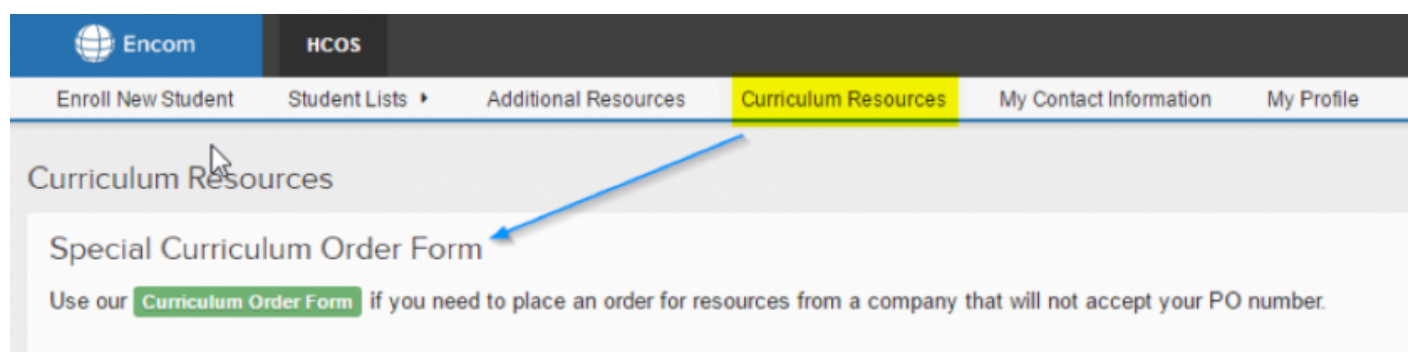 Encom HCOS
Enroll New Student Student Lists Additional Resources Curriculum Resources My Contact Information My Profile
Curriculum Resources
Special Curriculum Order Form
Use our Curriculum Order Form if you need to place an order for resources from a company that will not accept your PO number.